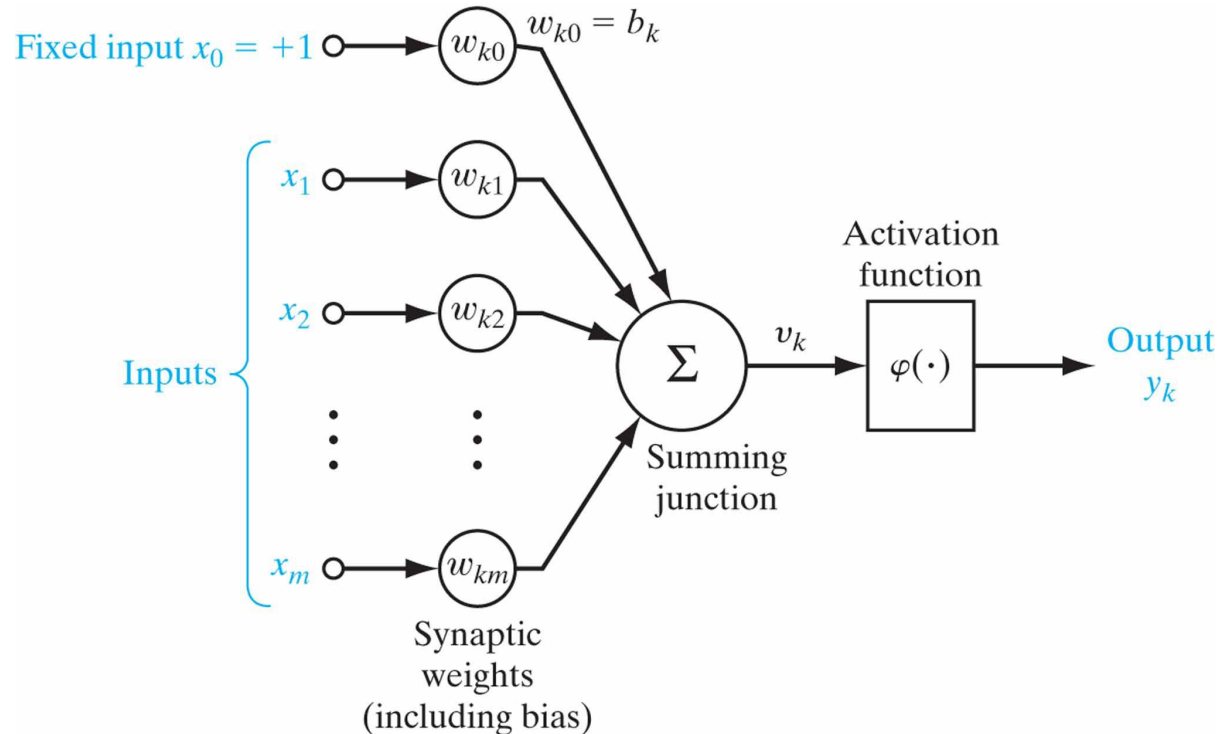 Fixed input x₀ = +1
wₖ₀
wₖ₀ = bₖ
x₁
wₖ₁
Activation
function
x₂
wₖ₂
Inputs
Σ
vₖ
φ(·)
Output
yₖ
Summing
junction
xₘ
wₖₘ
Synaptic
weights
(including bias)